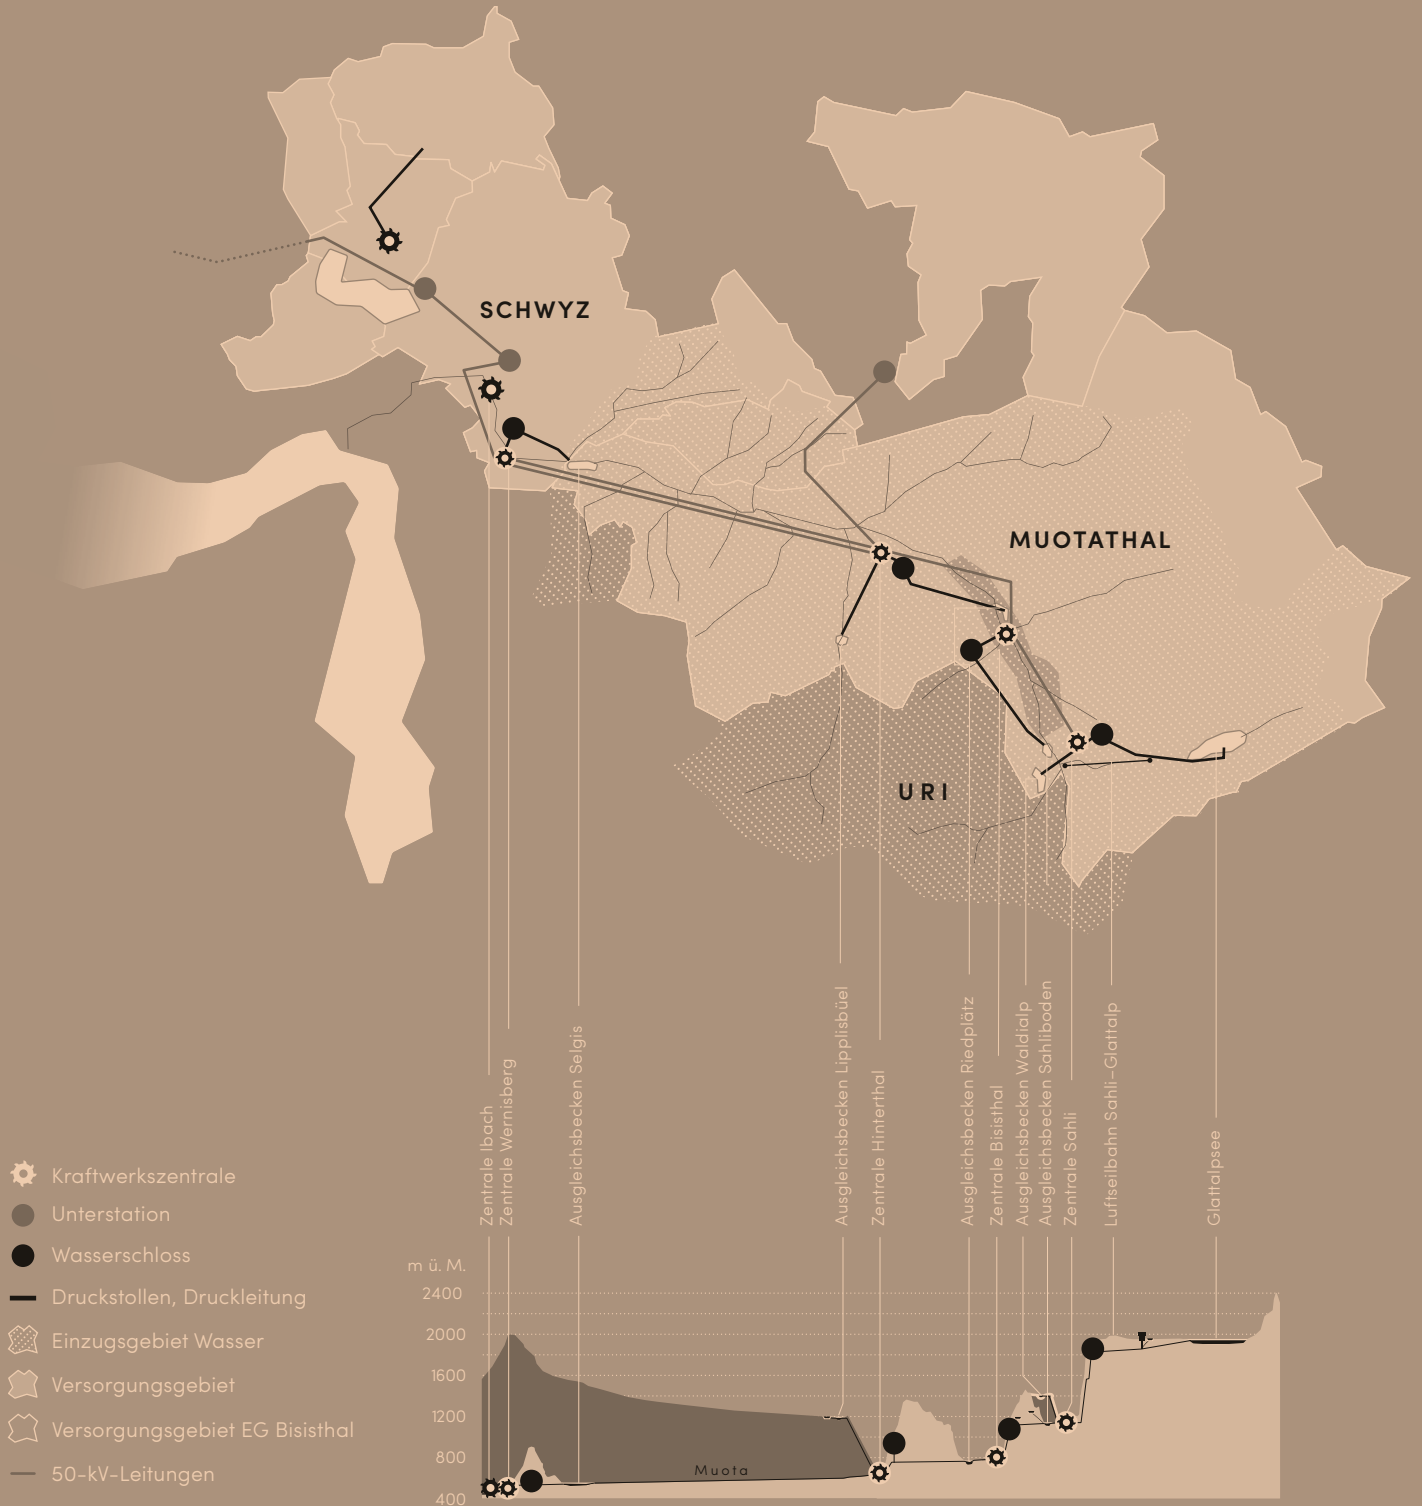 SCHWYZ
MUOTATHAL
URI
Zentrale Ibach
Zentrale Wernisberg
Ausgleichsbecken Selgis
Ausgleichsbecken Lipplisbüel
Zentrale Hinterthal
Ausgleichsbecken Riedplätz
Zentrale Bisisthal
Ausgleichsbecken Waldialp
Ausgleichsbecken Sahliboden
Zentrale Sahli
Luftseilbahn Sahli–Glattalp
Glattalpsee
Kraftwerkszentrale
Unterstation
Wasserschloss
Druckstollen, Druckleitung
Einzugsgebiet Wasser
Versorgungsgebiet
Versorgungsgebiet EG Bisisthal
50-kV-Leitungen
m ü. M.
2400
2000
1600
1200
800
400
Muota